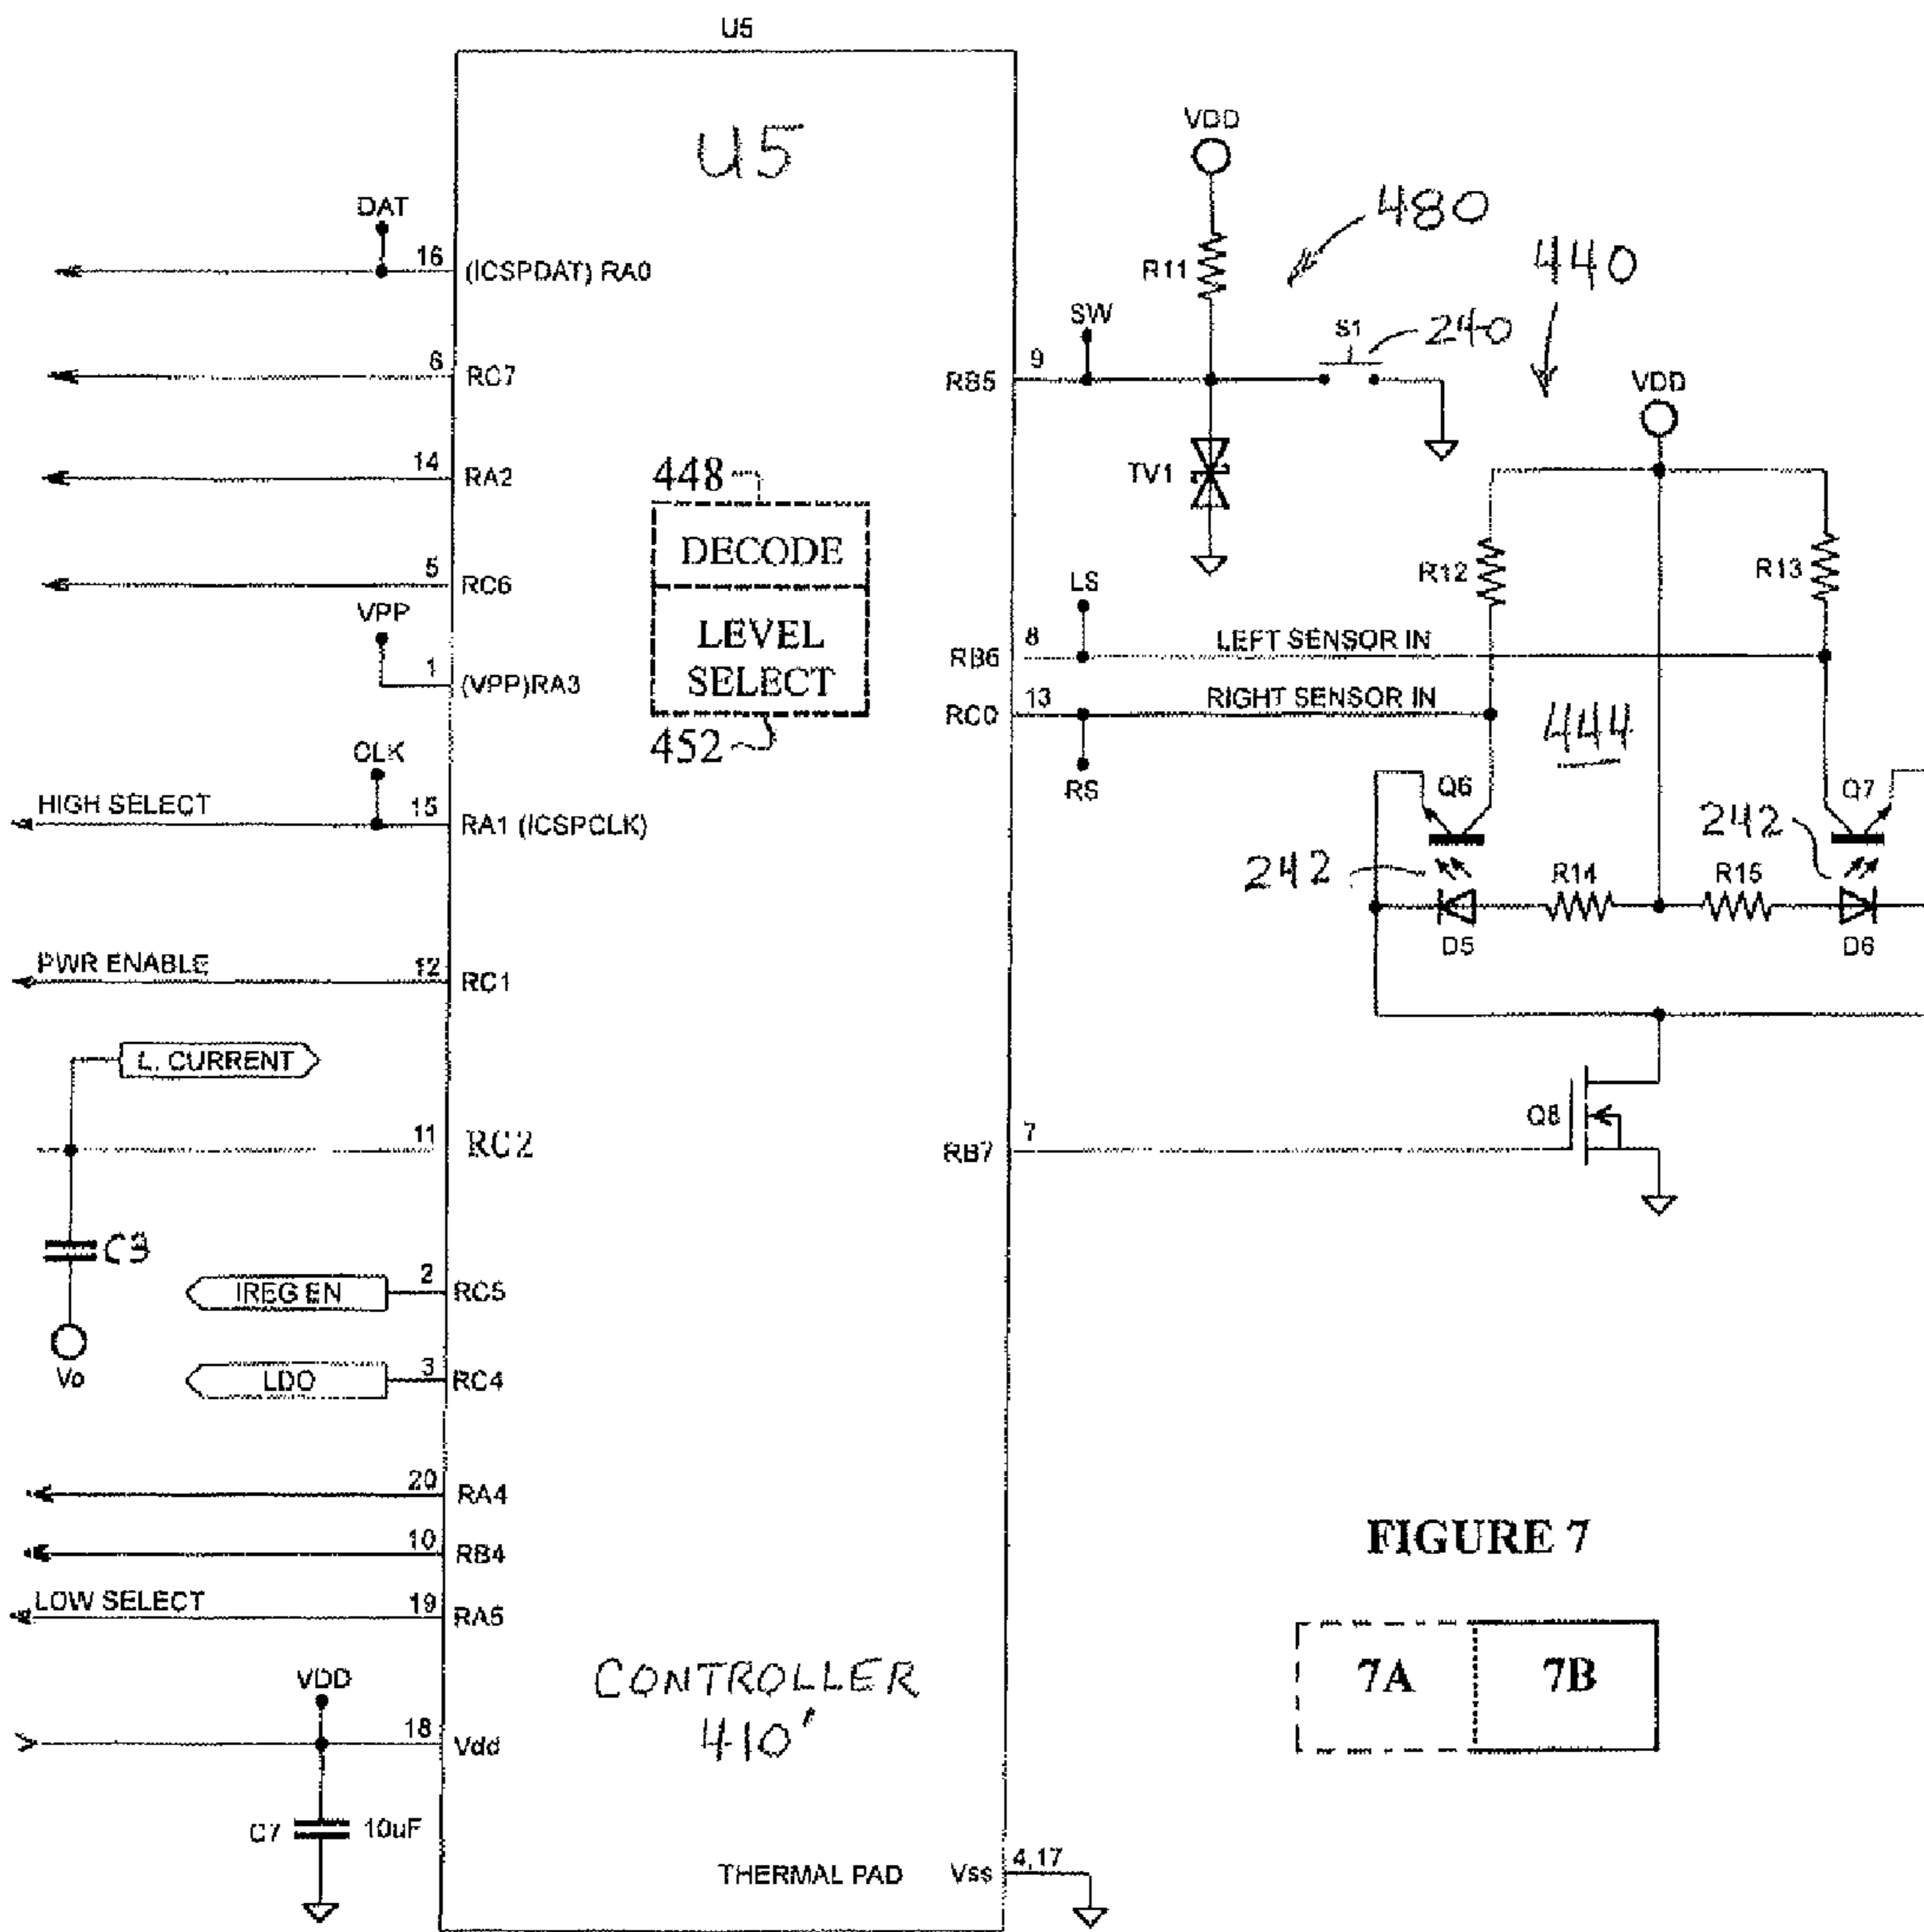 U5
U5
VDD
480
DAT
16 (ICSPDAT) RA0
R11
440
SW
S1
240
6 RC7
RB5 9
VDD
14 RA2
448
TV1
DECODE
5 RC6
LS
R12
R13
VPP
LEVEL
SELECT
RB6 8 LEFT SENSOR IN
1 (VPP)RA3
RC0 13 RIGHT SENSOR IN
452
444
CLK
RS
Q6
Q7
HIGH SELECT 15 RA1 (ICSPCLK)
242
242
R14
R15
D5
D6
PWR ENABLE 12 RC1
L. CURRENT
Q8
11 RC2
RB7 7
C3
IREG EN 2 RC5
Vo
LDO 3 RC4
20 RA4
FIGURE 7
10 RB4
LOW SELECT 19 RA5
CONTROLLER
410'
7A 7B
VDD
18 Vdd
C7 10uF
THERMAL PAD Vss 4,17